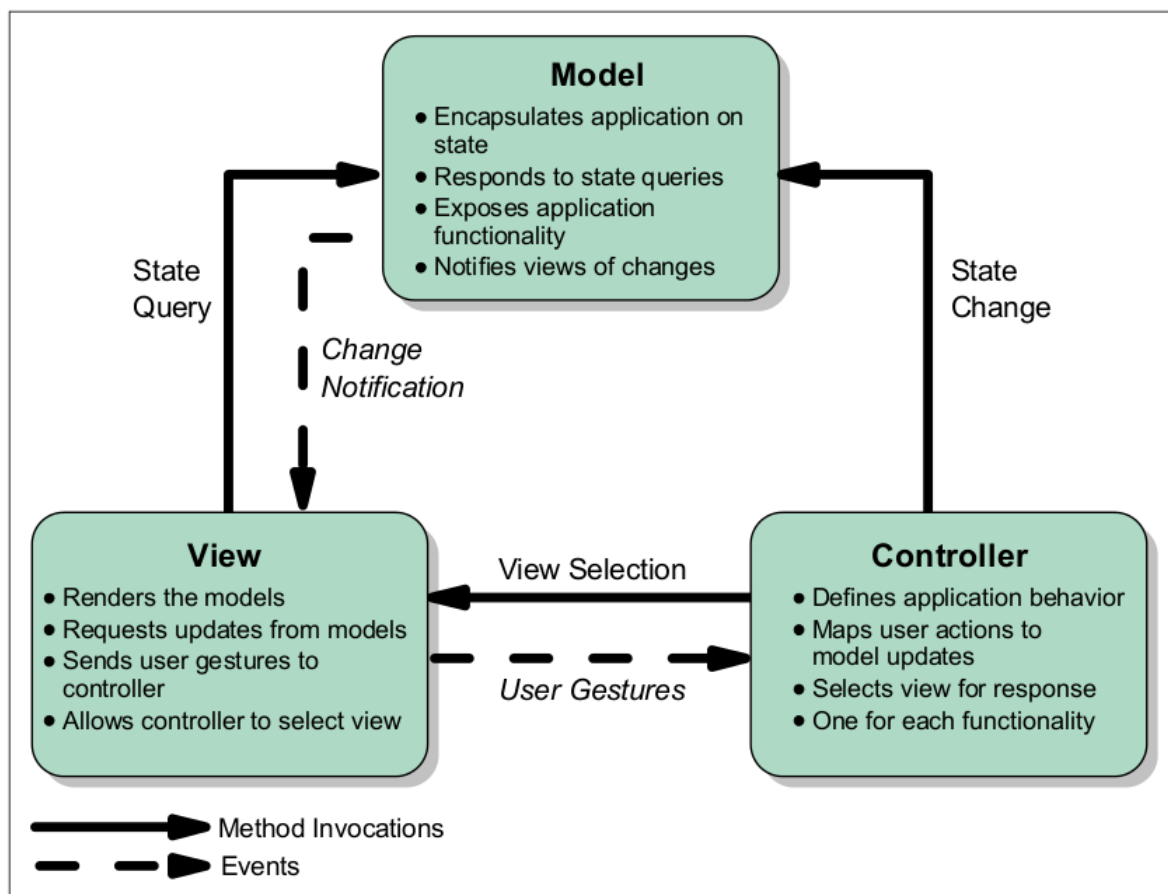 Model
● Encapsulates application on
state
● Responds to state queries
● Exposes application
functionality
● Notifies views of changes
State
Query
Change
Notification
State
Change
View
● Renders the models
● Requests updates from models
● Sends user gestures to
controller
● Allows controller to select view
View Selection
User Gestures
Controller
● Defines application behavior
● Maps user actions to
model updates
● Selects view for response
● One for each functionality
Method Invocations
Events